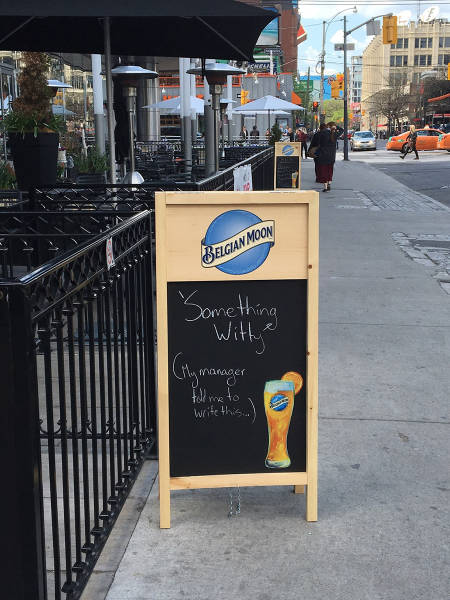 BELGIAN MOON
"Something
Witty"
(My manager
told me to
write this...)